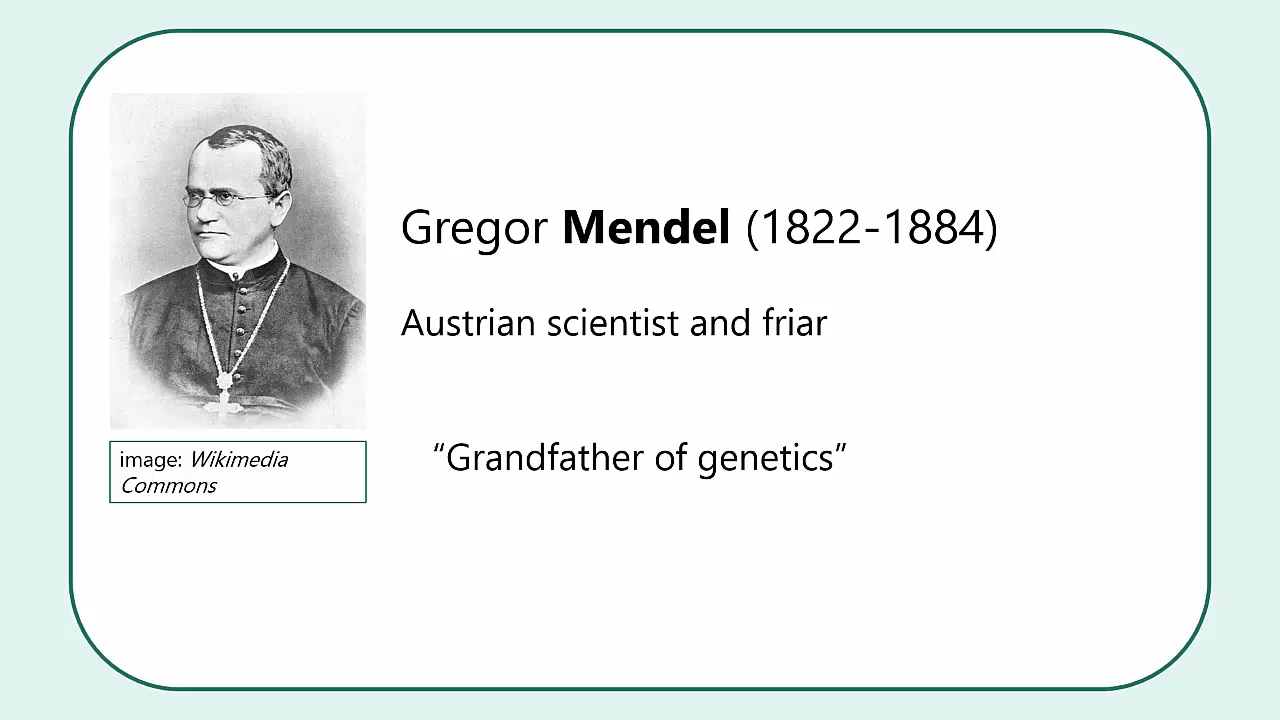 Gregor Mendel (1822-1884)
Austrian scientist and friar
“Grandfather of genetics”
image: Wikimedia
Commons